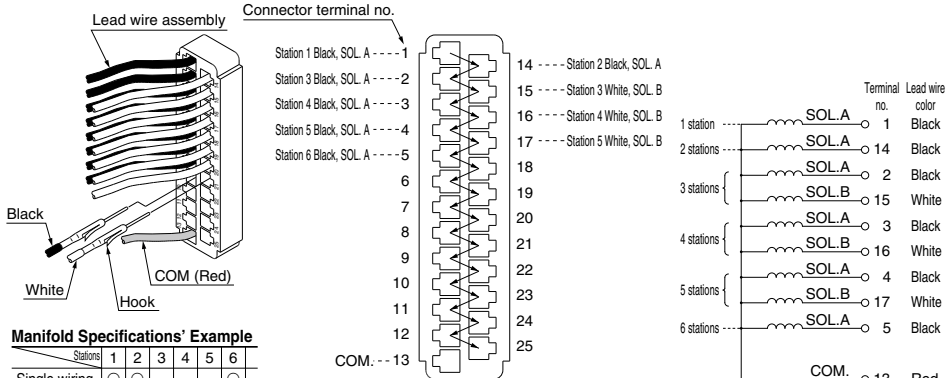 Lead wire assembly
Black
White
Hook
COM (Red)
Connector terminal no.
Station 1 Black, SOL. A 1
Station 3 Black, SOL. A 2
Station 4 Black, SOL. A 3
Station 5 Black, SOL. A 4
Station 6 Black, SOL. A 5
6
7
8
9
10
11
12
COM. 13
14 Station 2 Black, SOL. A
15 Station 3 White, SOL. B
16 Station 4 White, SOL. B
17 Station 5 White, SOL. B
18
19
20
21
22
23
24
25
Terminal no. Lead wire color
1 station SOL.A 1 Black
2 stations SOL.A 14 Black
3 stations SOL.A 2 Black
SOL.B 15 White
4 stations SOL.A 3 Black
SOL.B 16 White
5 stations SOL.A 4 Black
SOL.B 17 White
6 stations SOL.A 5 Black
COM. 13 Red
Manifold Specifications' Example
Stations 1 2 3 4 5 6
Single wiring